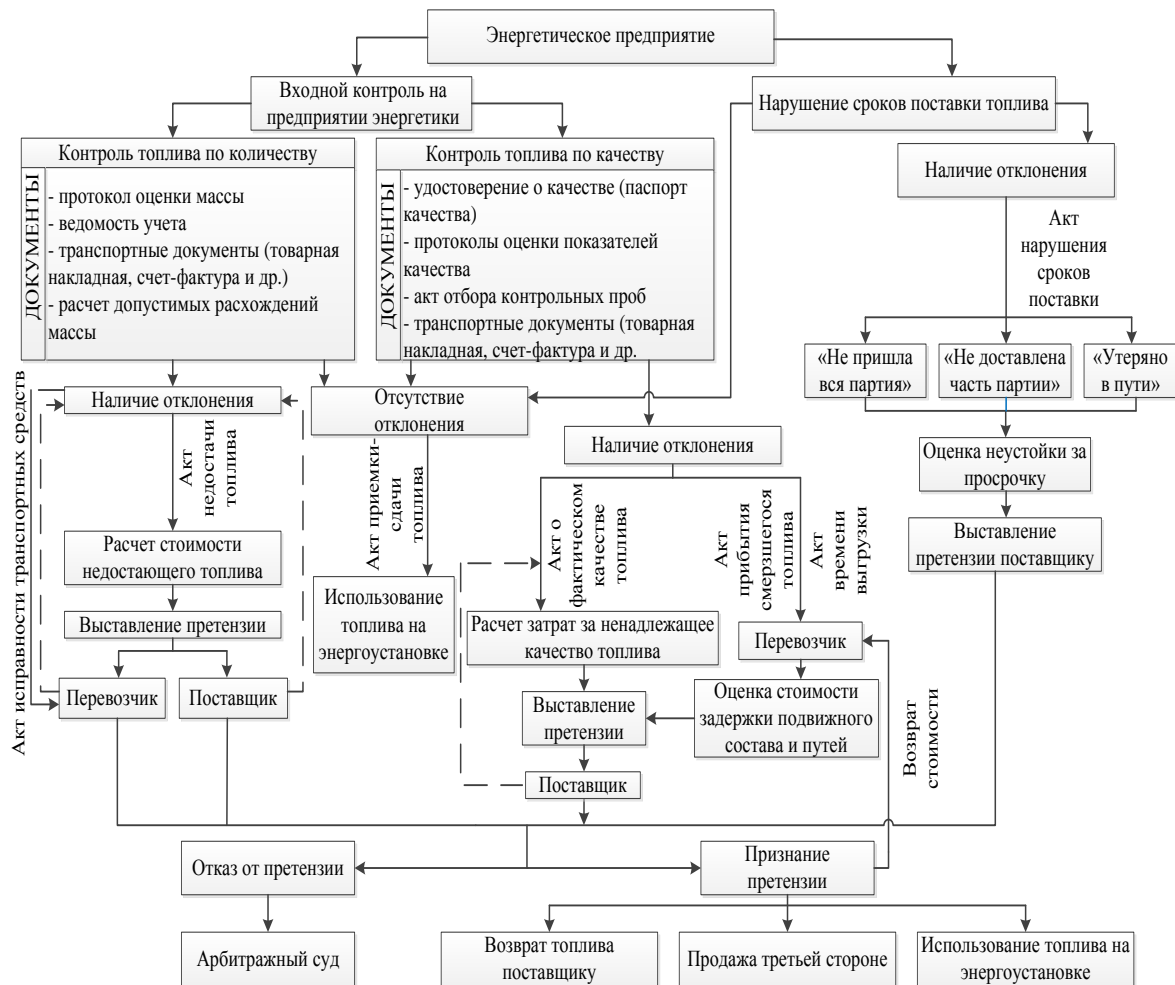 Энергетическое предприятие
Входной контроль на
предприятии энергетики
Нарушение сроков поставки топлива
Контроль топлива по количеству
ДОКУМЕНТЫ
- протокол оценки массы
- ведомость учета
- транспортные документы (товарная
накладная, счет-фактура и др.)
- расчет допустимых расхождений
массы
Контроль топлива по качеству
ДОКУМЕНТЫ
- удостоверение о качестве (паспорт
качества)
- протоколы оценки показателей
качества
- акт отбора контрольных проб
- транспортные документы (товарная
накладная, счет-фактура и др.
Наличие отклонения
Акт
нарушения
сроков
поставки
«Не пришла
вся партия»
«Не доставлена
часть партии»
«Утеряно
в пути»
Оценка неустойки за
просрочку
Выставление
претензии поставщику
Акт исправности транспортных средств
Наличие отклонения
Акт
недостачи
топлива
Расчет стоимости
недостающего топлива
Выставление претензии
Перевозчик
Поставщик
Отсутствие
отклонения
Акт приемки-
сдачи
топлива
Использование
топлива на
энергоустановке
Наличие отклонения
Акт о
фактическом
качестве
топлива
Акт
прибытия
смерзшегося
топлива
Акт
времени
выгрузки
Расчет затрат за ненадлежащее
качество топлива
Перевозчик
Выставление
претензии
Оценка стоимости
задержки подвижного
состава и путей
Поставщик
Возврат
стоимости
Отказ от претензии
Признание
претензии
Арбитражный суд
Возврат топлива
поставщику
Продажа третьей стороне
Использование топлива на
энергоустановке